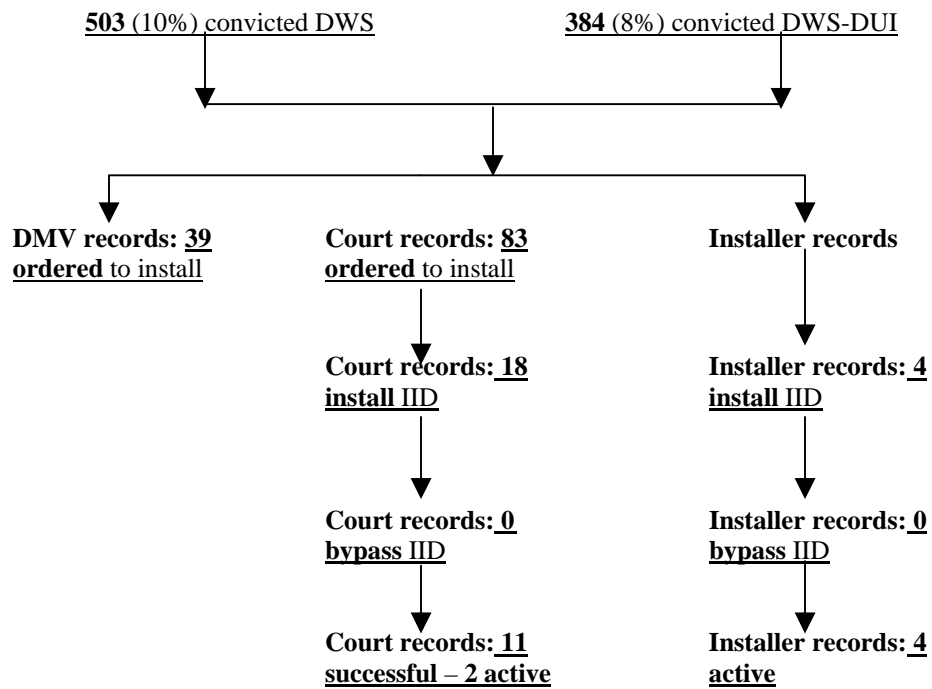 503 (10%) convicted DWS
384 (8%) convicted DWS-DUI
DMV records: 39
ordered to install
Court records: 83
ordered to install
Installer records
Court records: 18
install IID
Installer records: 4
install IID
Court records: 0
bypass IID
Installer records: 0
bypass IID
Court records: 11
successful – 2 active
Installer records: 4
active